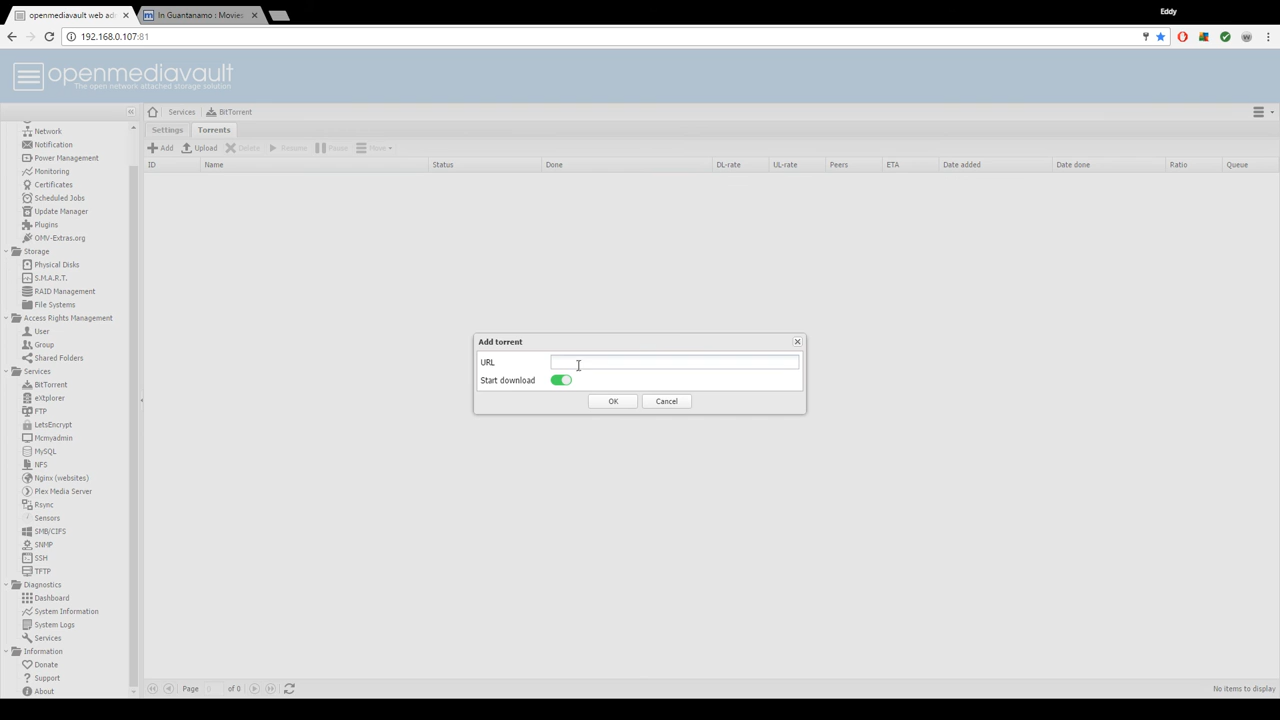 Eddy
openmediavault web ad
In Guantanamo : Movies
192.168.0.107:81
openmediavault
The open network attached storage solution
Services BitTorrent
Settings Torrents
Add Upload Delete Resume Pause Move
ID Name Status Done DL-rate UL-rate Peers ETA Date added Date done Ratio Queue
Network
Notification
Power Management
Monitoring
Certificates
Scheduled Jobs
Update Manager
Plugins
OMV-Extras.org
Storage
Physical Disks
S.M.A.R.T.
RAID Management
File Systems
Access Rights Management
User
Group
Shared Folders
Services
BitTorrent
eXtplorer
FTP
LetsEncrypt
Mcmyadmin
MySQL
NFS
Nginx (websites)
Plex Media Server
Rsync
Sensors
SMB/CIFS
SNMP
SSH
TFTP
Diagnostics
Dashboard
System Information
System Logs
Services
Information
Donate
Support
About
Add torrent
URL
Start download
OK Cancel
Page 0 of 0
No items to display